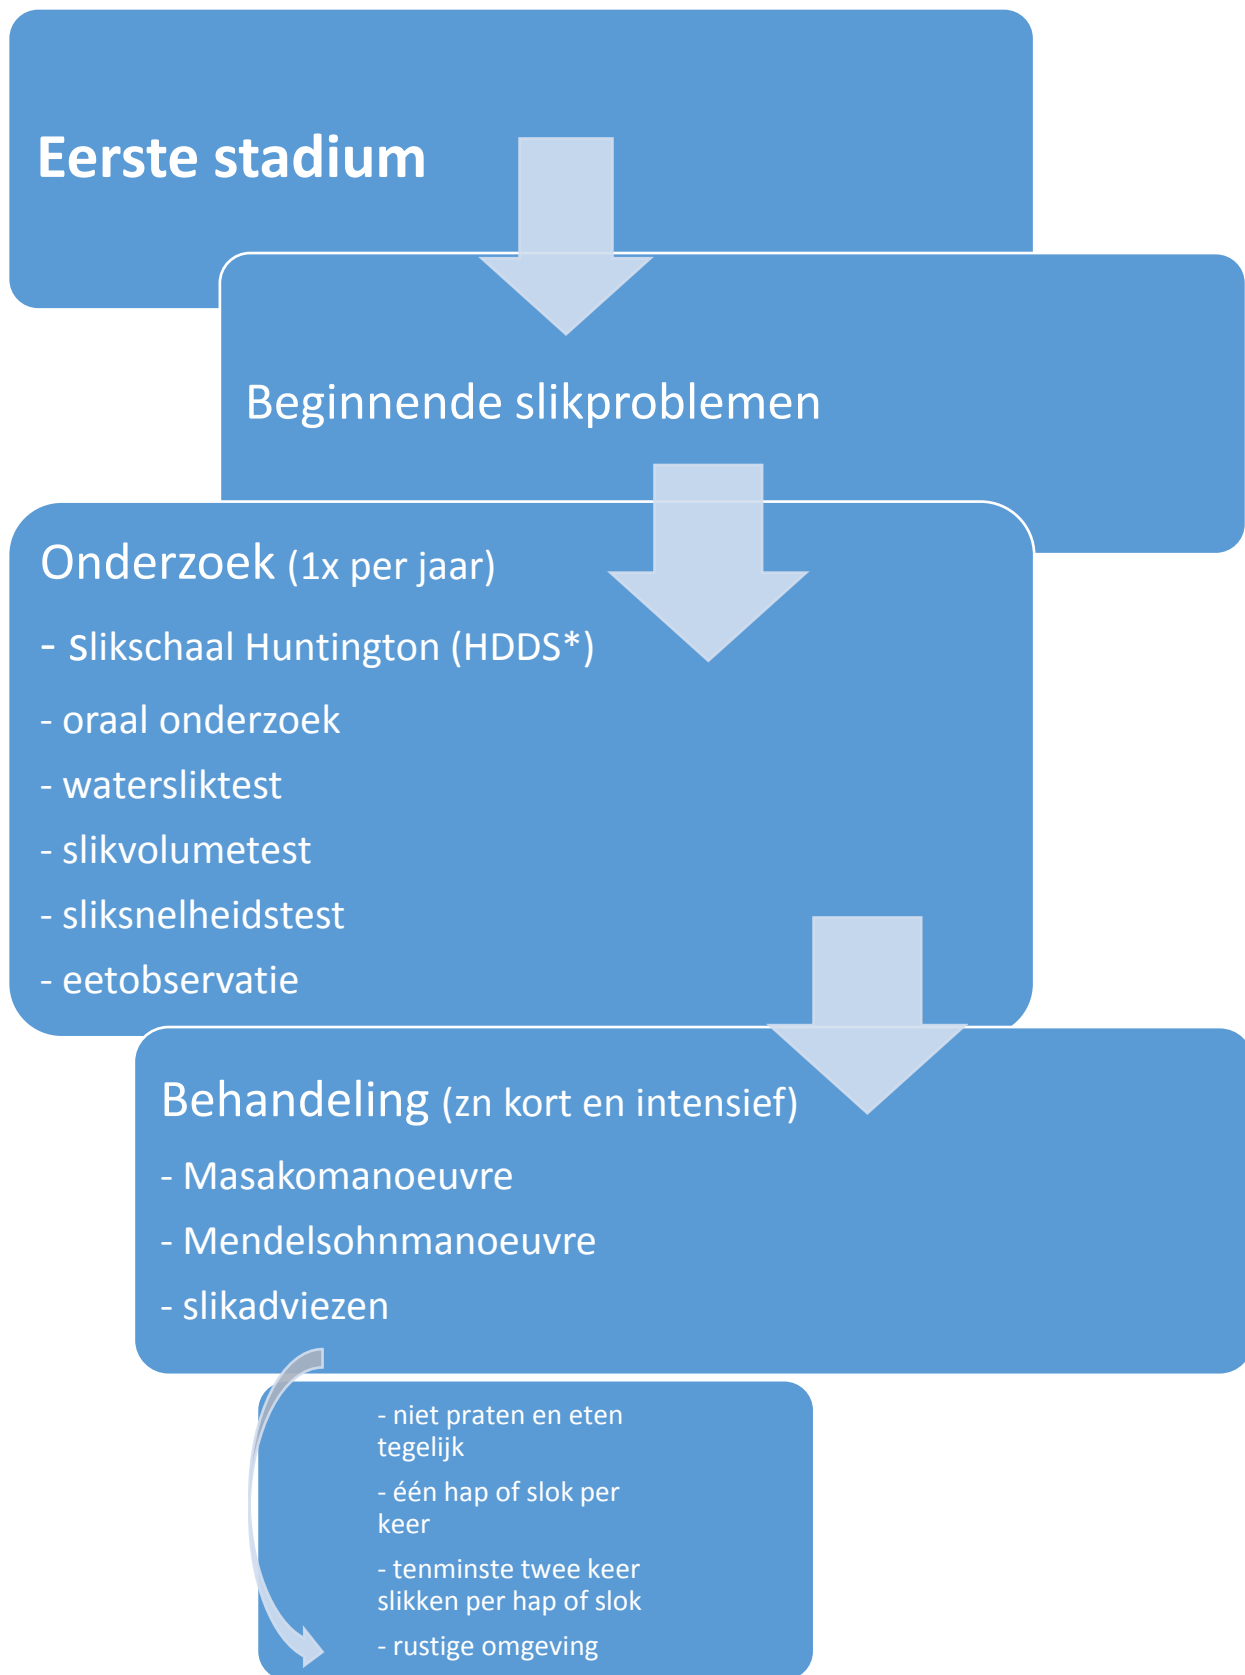 Eerste stadium
Beginnende slikproblemen
Onderzoek (1x per jaar)
- slikschaal Huntington (HDDS*)
- oraal onderzoek
- watersliktest
- slikvolumetest
- sliksnelheidstest
- eetobservatie
Behandeling (zn kort en intensief)
- Masakomanoeuvre
- Mendelsohnmanoeuvre
- slikadviezen
- niet praten en eten
tegelijk
- één hap of slok per
keer
- tenminste twee keer
slikken per hap of slok
- rustige omgeving